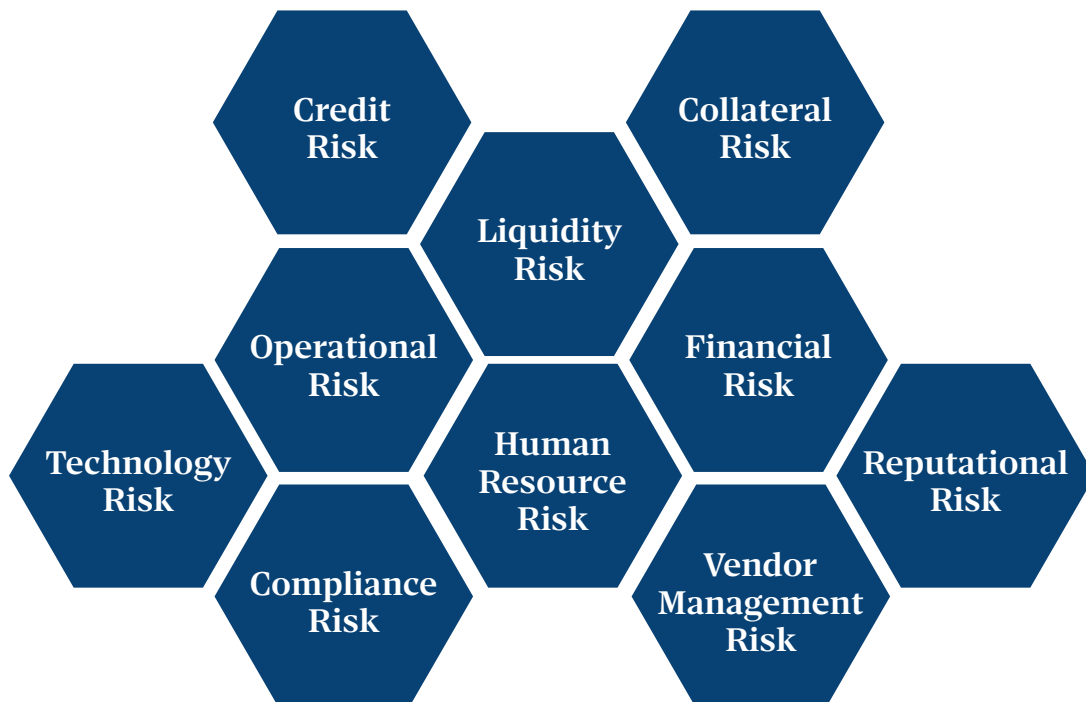 Credit
Risk
Collateral
Risk
Liquidity
Risk
Operational
Risk
Financial
Risk
Technology
Risk
Human
Resource
Risk
Reputational
Risk
Compliance
Risk
Vendor
Management
Risk